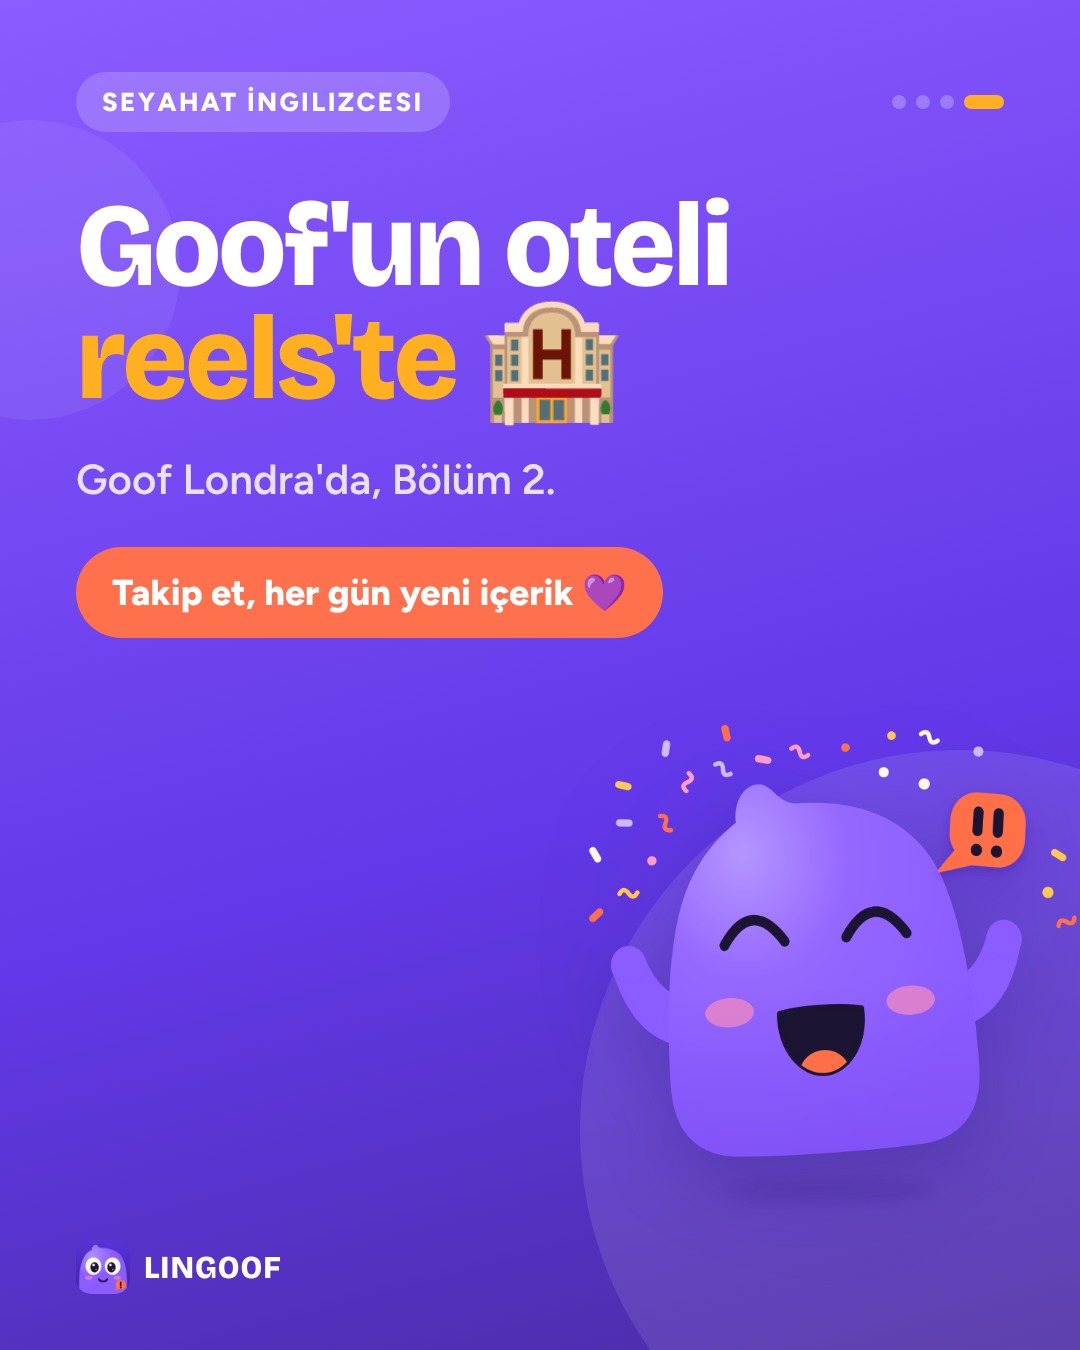 SEYAHAT İNGILIZCESI
Goof'un oteli
reels'te 🏨
Goof Londra'da, Bölüm 2.
Takip et, her gün yeni içerik 💜
!!
LINGOOF